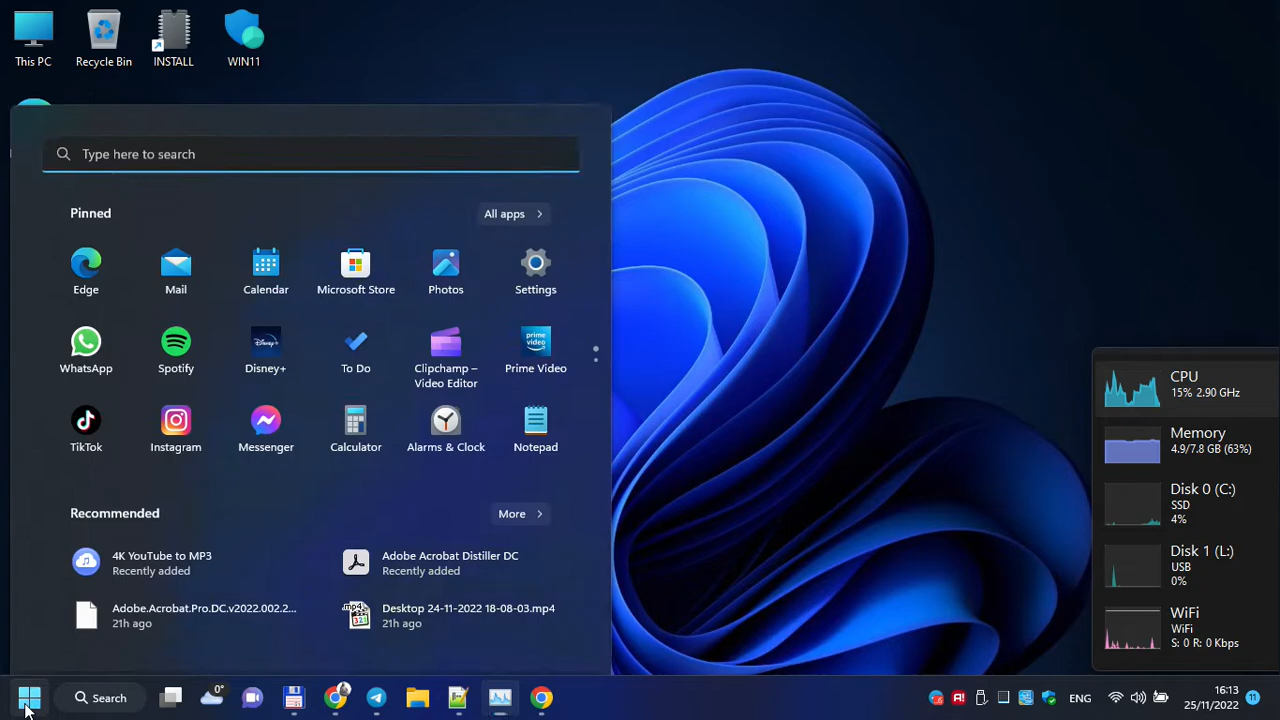 This PC
Recycle Bin
INSTALL
WIN11
Type here to search
Pinned
All apps
Edge
Mail
Calendar
Microsoft Store
Photos
Settings
WhatsApp
Spotify
Disney+
To Do
Clipchamp –
Video Editor
prime
video
Prime Video
TikTok
Instagram
Messenger
Calculator
Alarms & Clock
Notepad
Recommended
More
4K YouTube to MP3
Recently added
Adobe Acrobat Distiller DC
Recently added
Adobe.Acrobat.Pro.DC.v2022.002.2...
21h ago
Desktop 24-11-2022 18-08-03.mp4
21h ago
CPU
15% 2.90 GHz
Memory
4.9/7.8 GB (63%)
Disk 0 (C:)
SSD
4%
Disk 1 (L:)
USB
0%
WiFi
WiFi
S: 0 R: 0 Kbps
Search
0°
ENG
16:13
25/11/2022
11